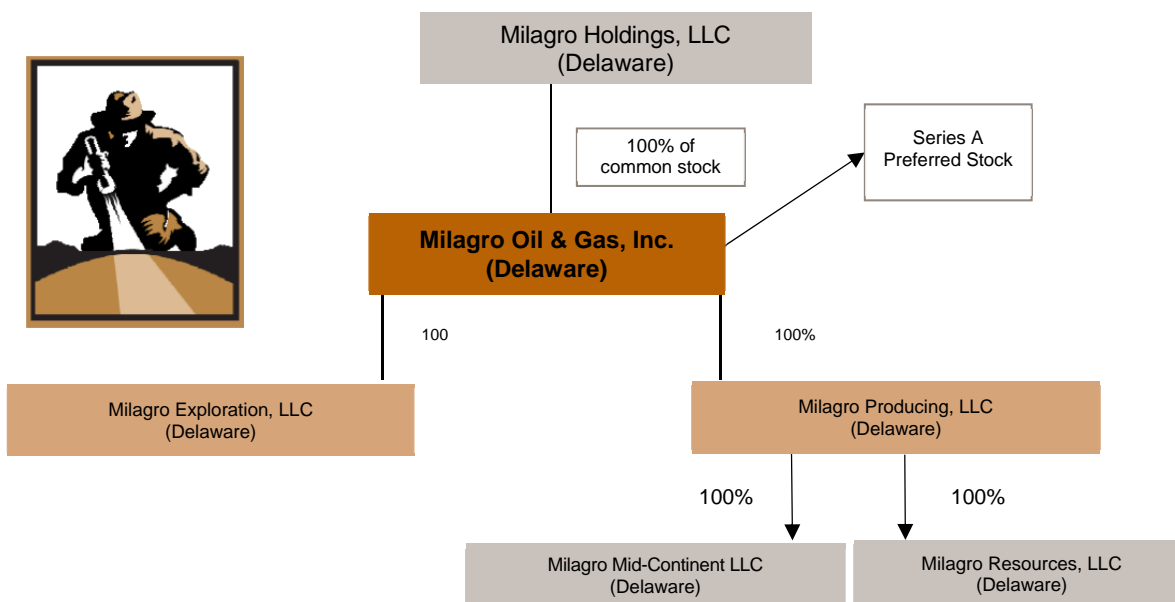 Milagro Holdings, LLC
(Delaware)
100% of
common stock
Series A
Preferred Stock
Milagro Oil & Gas, Inc.
(Delaware)
100
100%
Milagro Exploration, LLC
(Delaware)
Milagro Producing, LLC
(Delaware)
100%
100%
Milagro Mid-Continent LLC
(Delaware)
Milagro Resources, LLC
(Delaware)